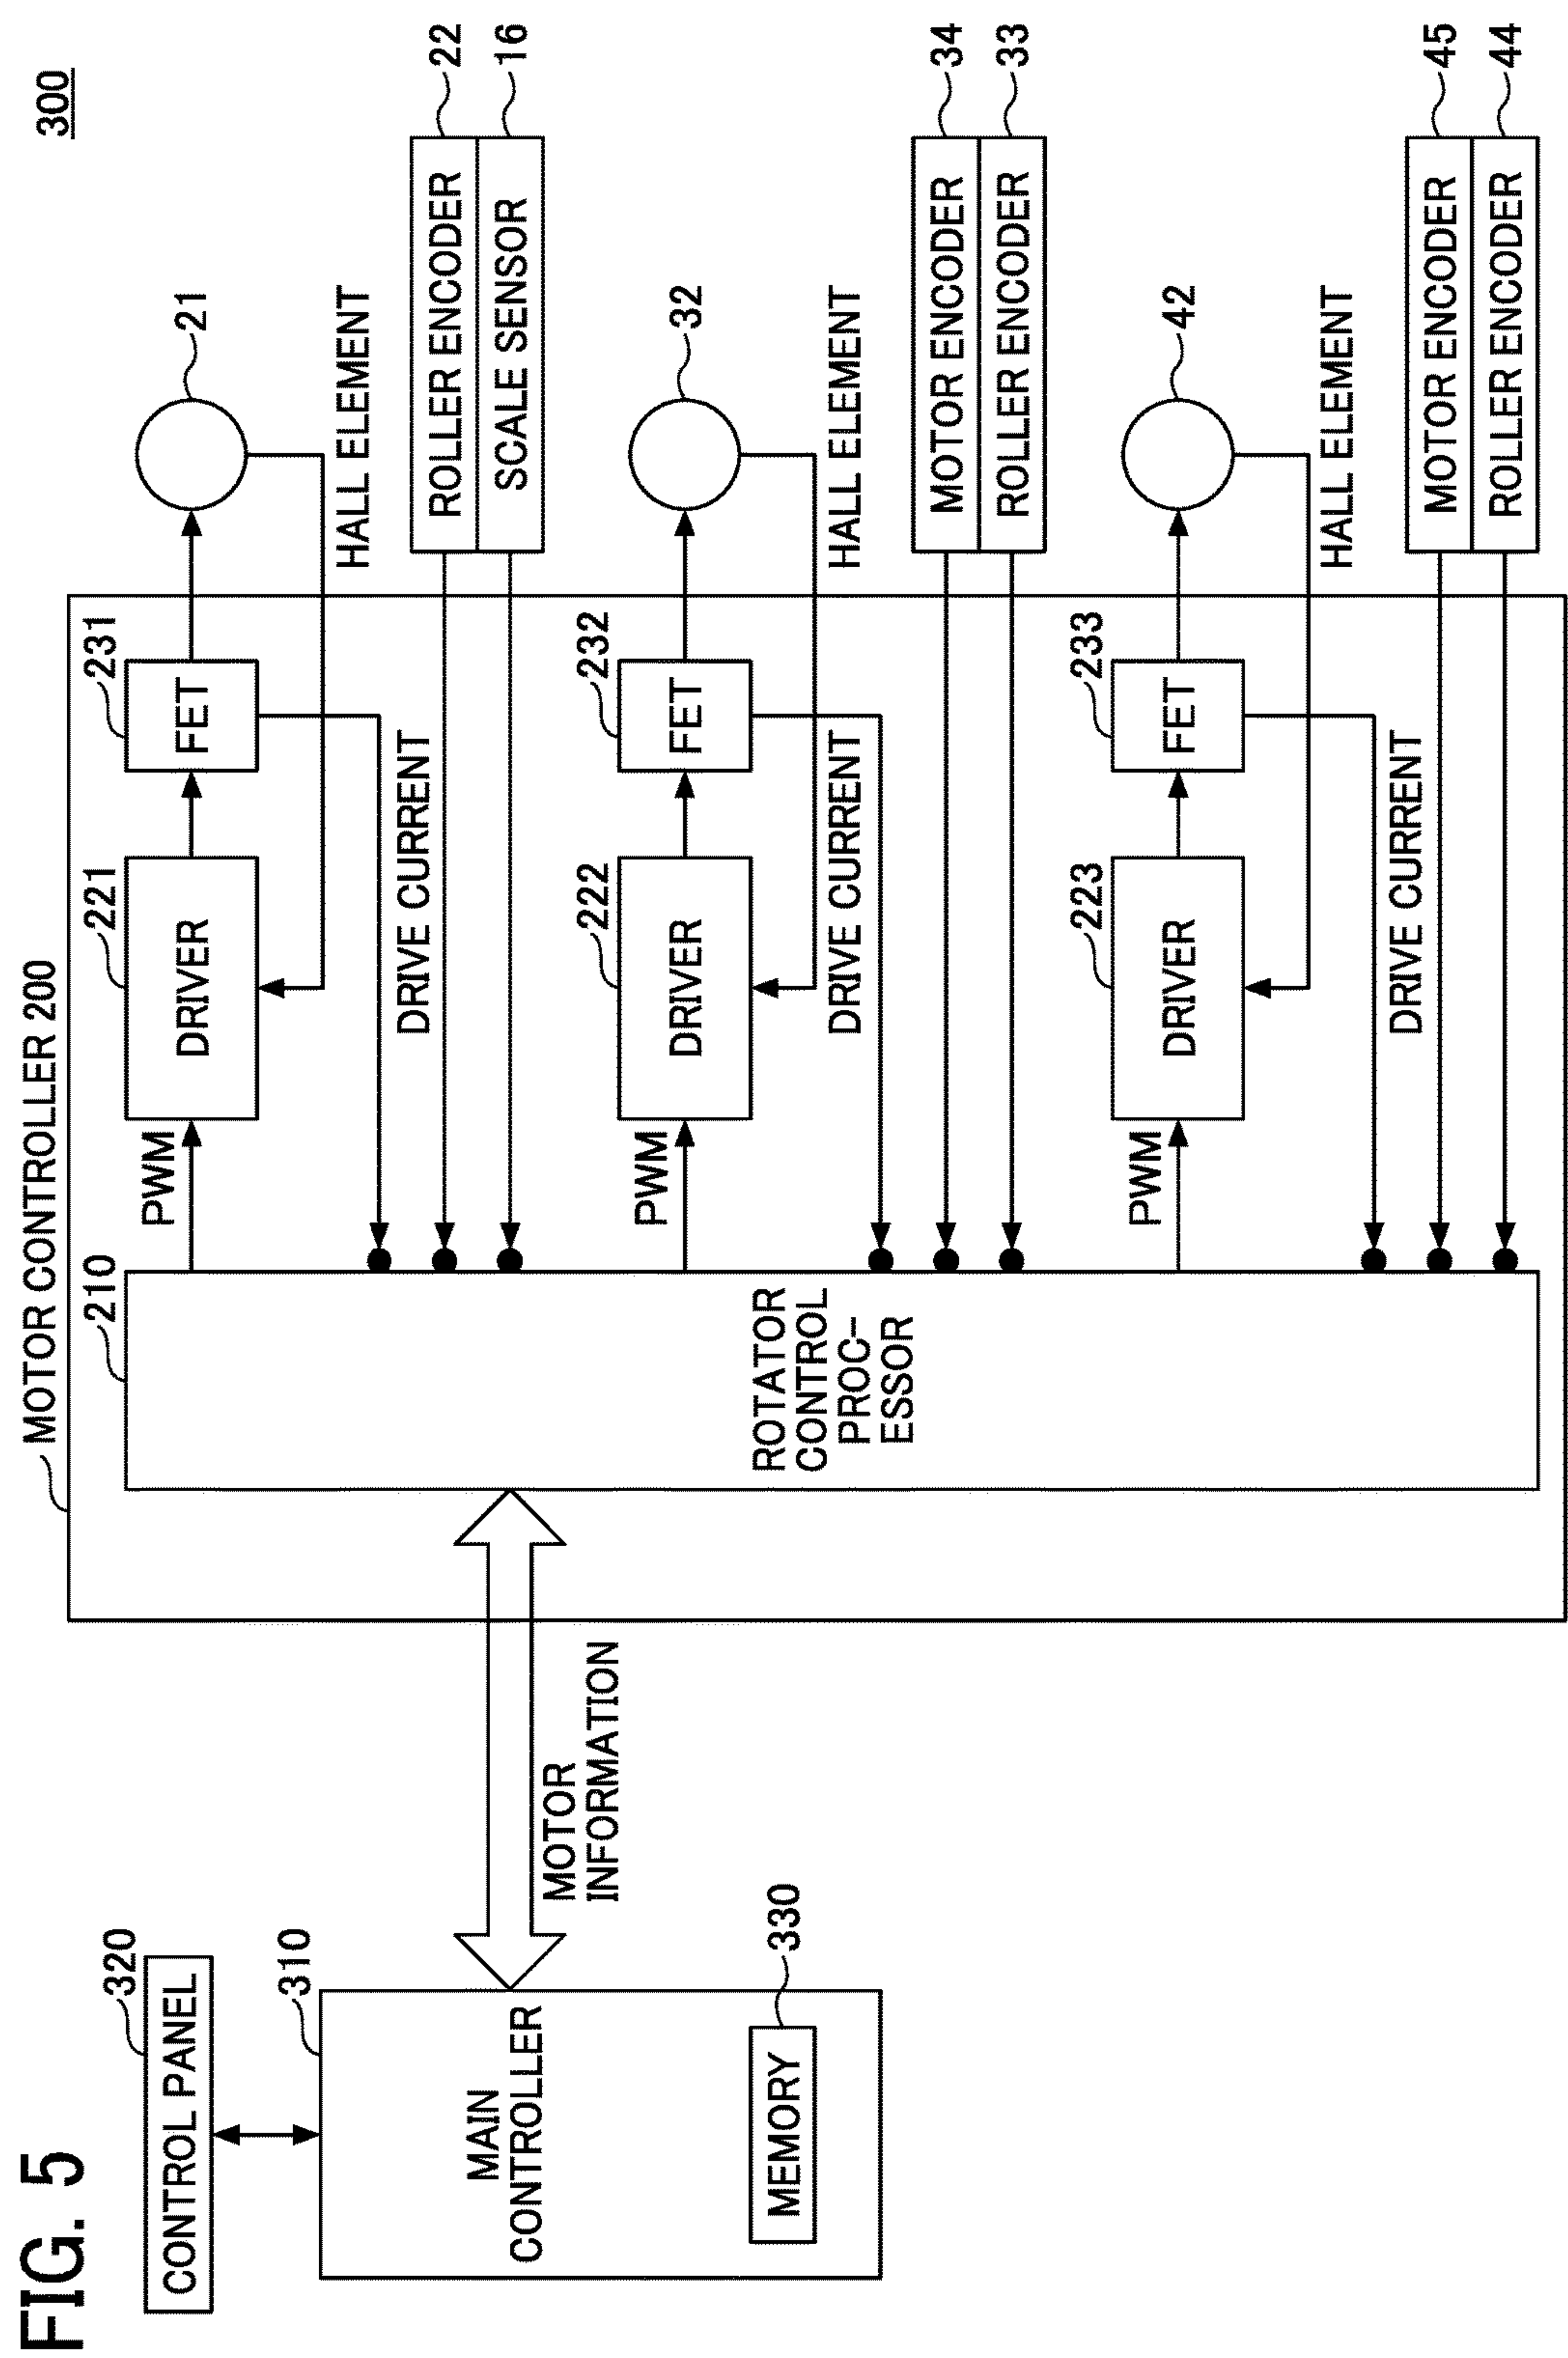 FIG. 5
300
320
CONTROL PANEL
310
MAIN
CONTROLLER
330
MEMORY
MOTOR
INFORMATION
MOTOR CONTROLLER 200
210
ROTATOR
CONTROL
PROC-
ESSOR
PWM
221
DRIVER
231
FET
21
HALL ELEMENT
DRIVE CURRENT
ROLLER ENCODER
22
SCALE SENSOR
16
PWM
222
DRIVER
232
FET
32
HALL ELEMENT
DRIVE CURRENT
MOTOR ENCODER
34
ROLLER ENCODER
33
PWM
223
DRIVER
233
FET
42
HALL ELEMENT
DRIVE CURRENT
MOTOR ENCODER
45
ROLLER ENCODER
44